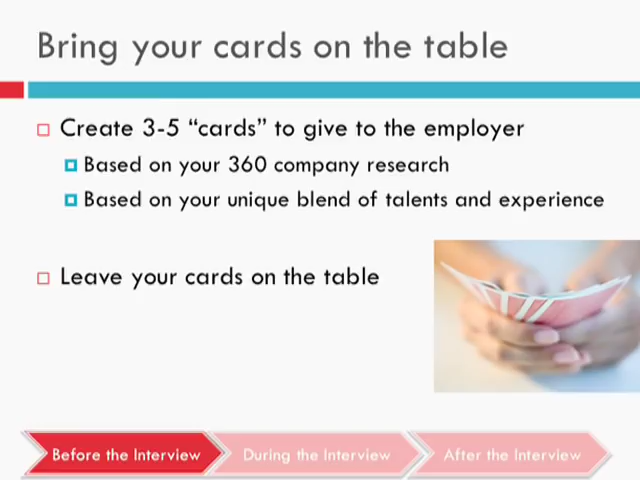 Bring your cards on the table
Create 3-5 “cards” to give to the employer
Based on your 360 company research
Based on your unique blend of talents and experience
Leave your cards on the table
Before the Interview
During the Interview
After the Interview